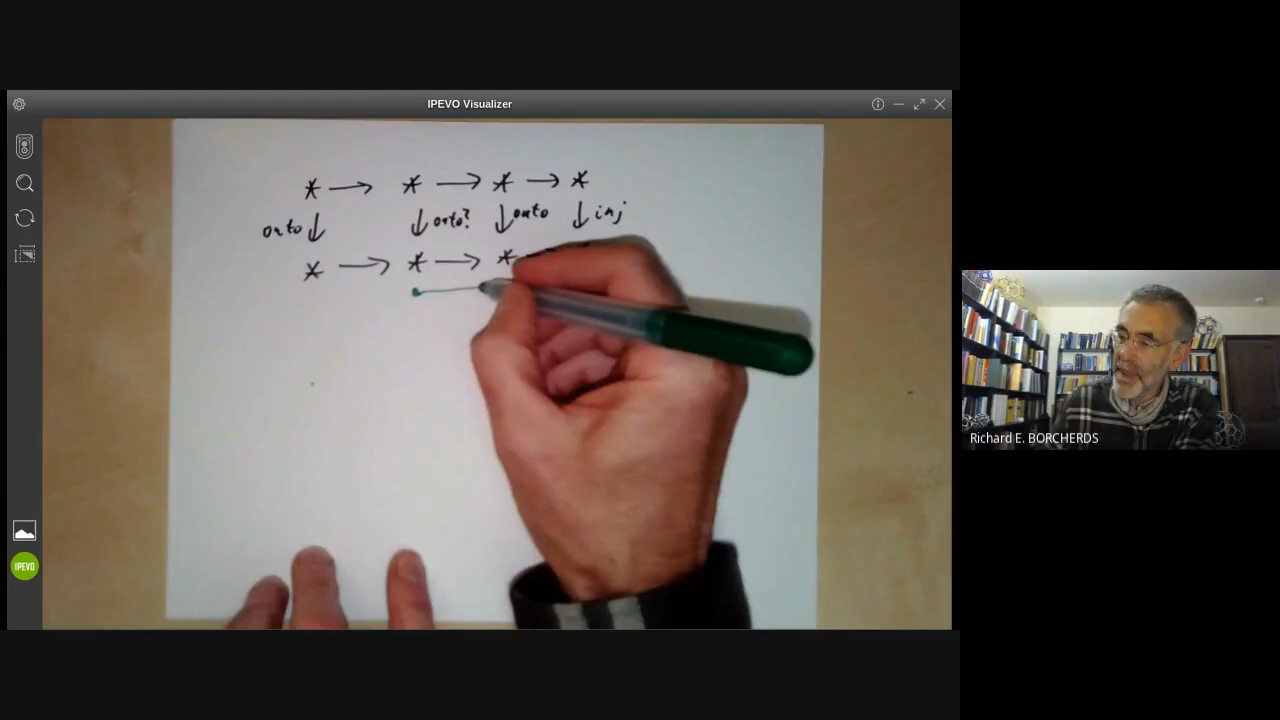 IPEVO Visualizer
* → * → * → *
onto ↓ ↓ onto? ↓ onto ↓ inj
* → * → *
IPEVO
Richard E. BORCHERDS